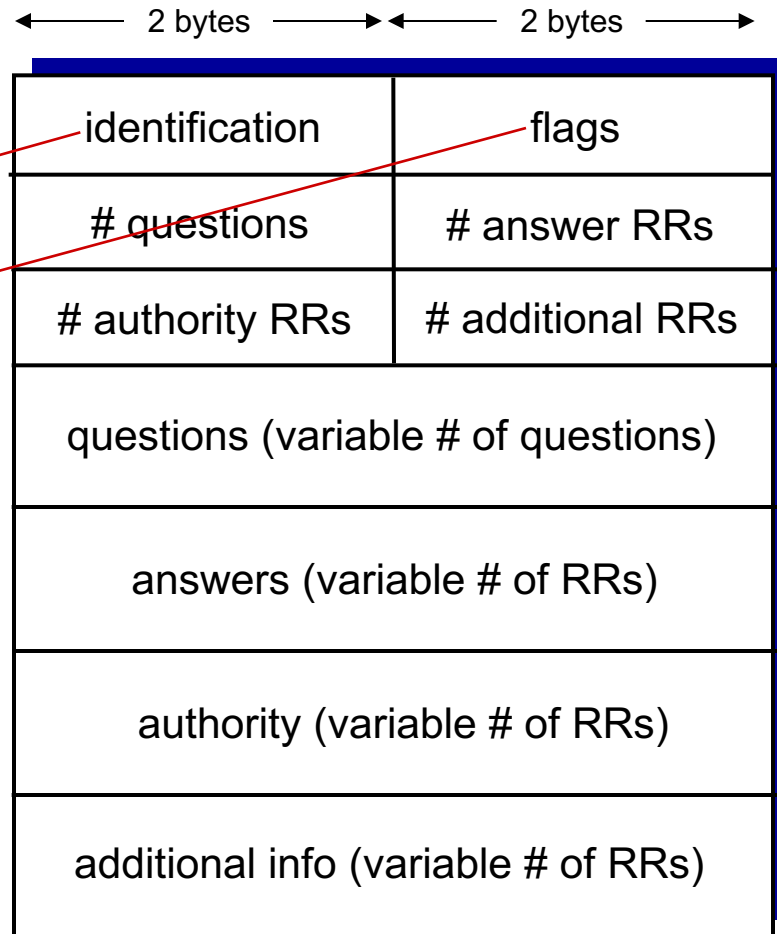 2 bytes 2 bytes
identification flags
# questions # answer RRs
# authority RRs # additional RRs
questions (variable # of questions)
answers (variable # of RRs)
authority (variable # of RRs)
additional info (variable # of RRs)